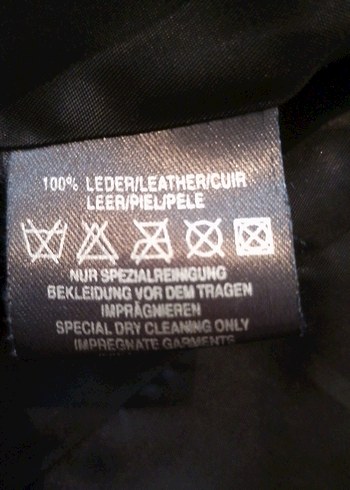 100% LEDER/LEATHER/CUIR
LEER/PIEL/PELE
NUR SPEZIALREINIGUNG
BEKLEIDUNG VOR DEM TRAGEN
IMPRÄGNIEREN
SPECIAL DRY CLEANING ONLY
IMPREGNATE GARMENTS